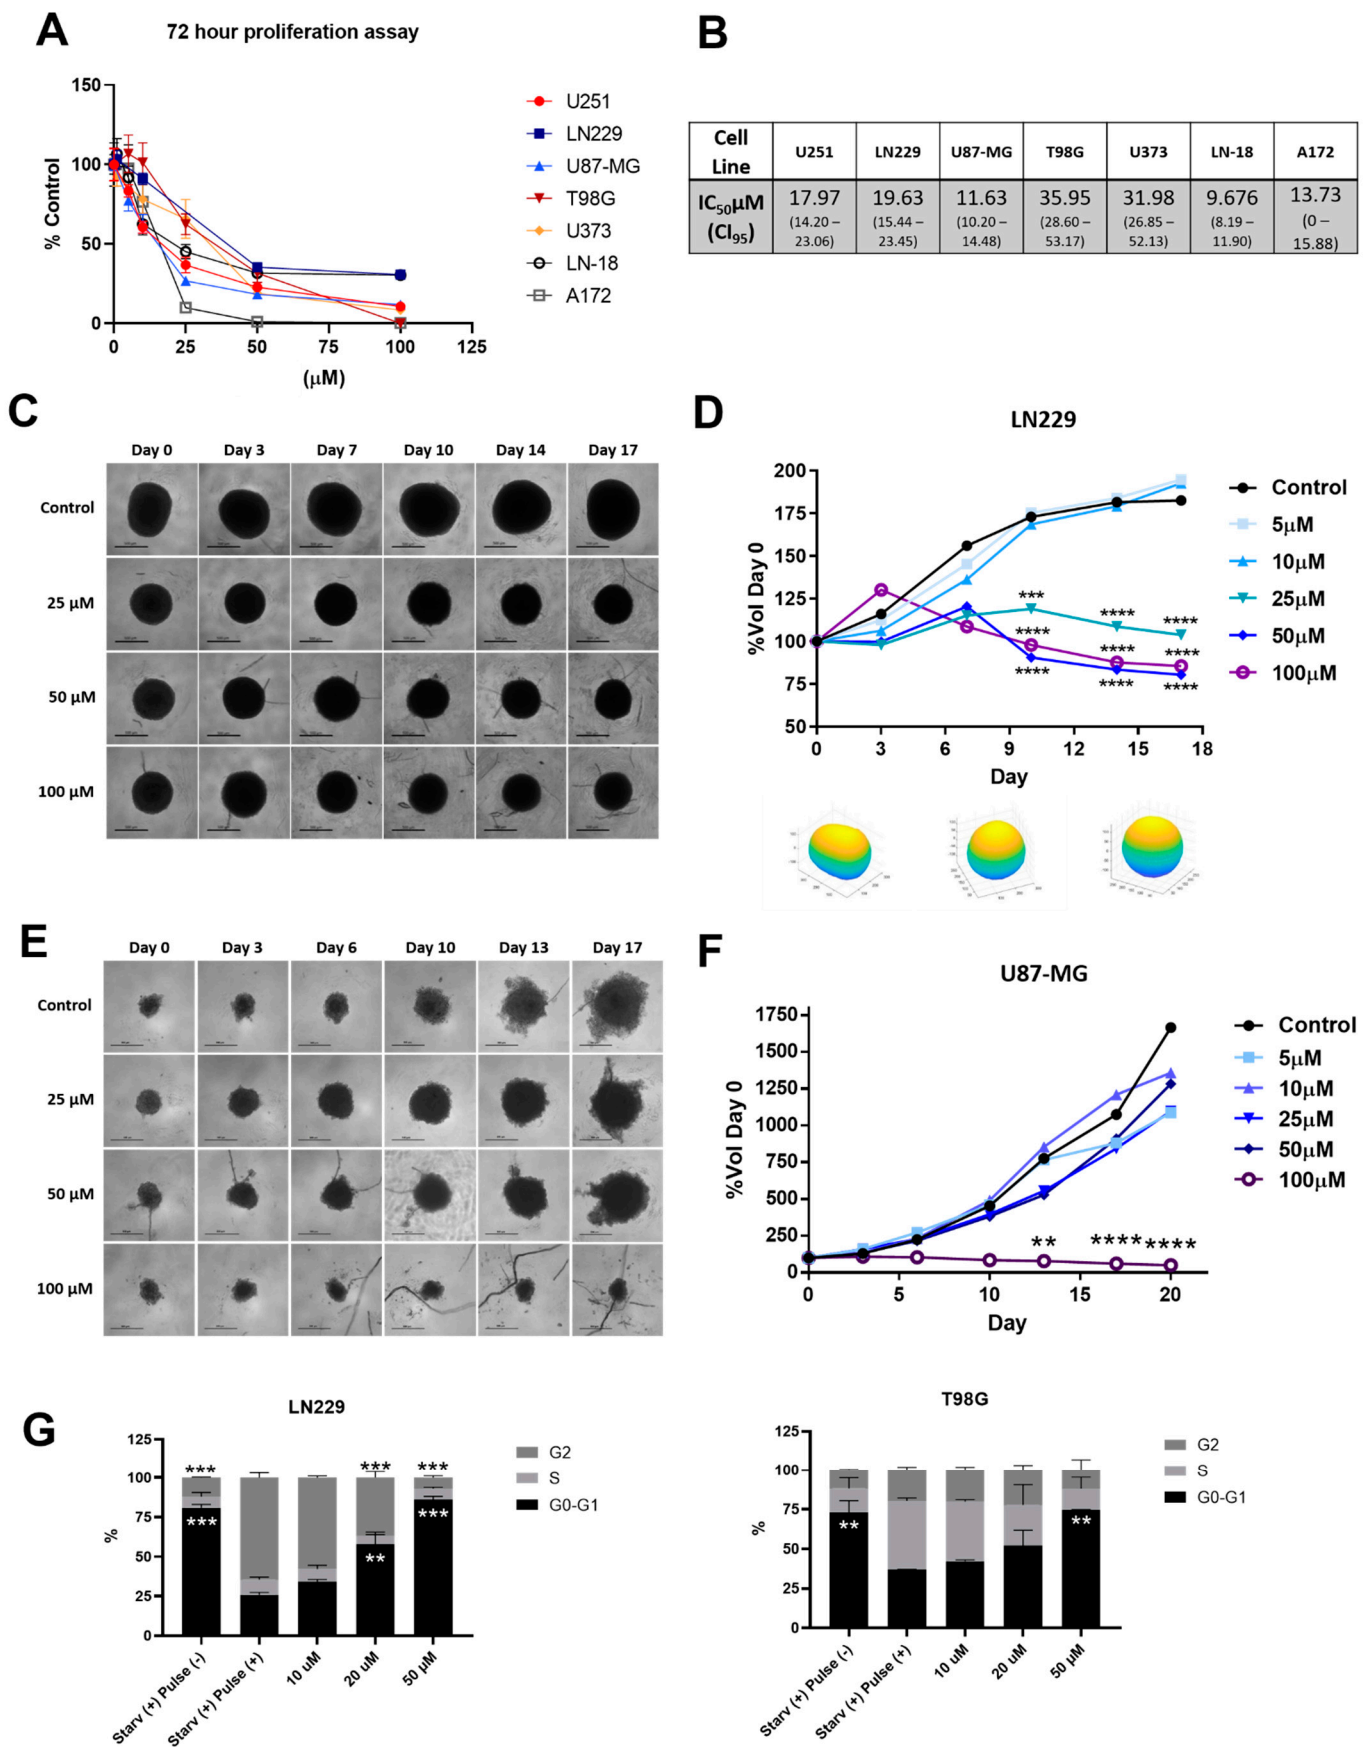 A
72 hour proliferation assay
150
100
50
0
% Control
0 25 50 75 100 125
(μM)
U251
LN229
U87-MG
T98G
U373
LN-18
A172
B
Cell Line U251 LN229 U87-MG T98G U373 LN-18 A172
IC50μM (CI95) 17.97 (14.20 – 23.06) 19.63 (15.44 – 23.45) 11.63 (10.20 – 14.48) 35.95 (28.60 – 53.17) 31.98 (26.85 – 52.13) 9.676 (8.19 – 11.90) 13.73 (0 – 15.88)
C
Day 0 Day 3 Day 7 Day 10 Day 14 Day 17
Control
25 μM
50 μM
100 μM
D
LN229
200
175
150
125
100
75
50
%Vol Day 0
0 3 6 9 12 15 18
Day
*** **** ****
**** **** ****
**** **** ****
Control
5μM
10μM
25μM
50μM
100μM
E
Day 0 Day 3 Day 6 Day 10 Day 13 Day 17
Control
25 μM
50 μM
100 μM
F
U87-MG
1750
1500
1250
1000
750
500
250
0
%Vol Day 0
0 5 10 15 20
Day
** **** ****
Control
5μM
10μM
25μM
50μM
100μM
G
LN229
125
100
75
50
25
0
%
*** *** ***
*** ** ***
Starv (+) Pulse (-)
Starv (+) Pulse (+)
10 uM
20 uM
50 μM
G2
S
G0-G1
T98G
125
100
75
50
25
0
%
** **
Starv (+) Pulse (-)
Starv (+) Pulse (+)
10 uM
20 uM
50 μM
G2
S
G0-G1